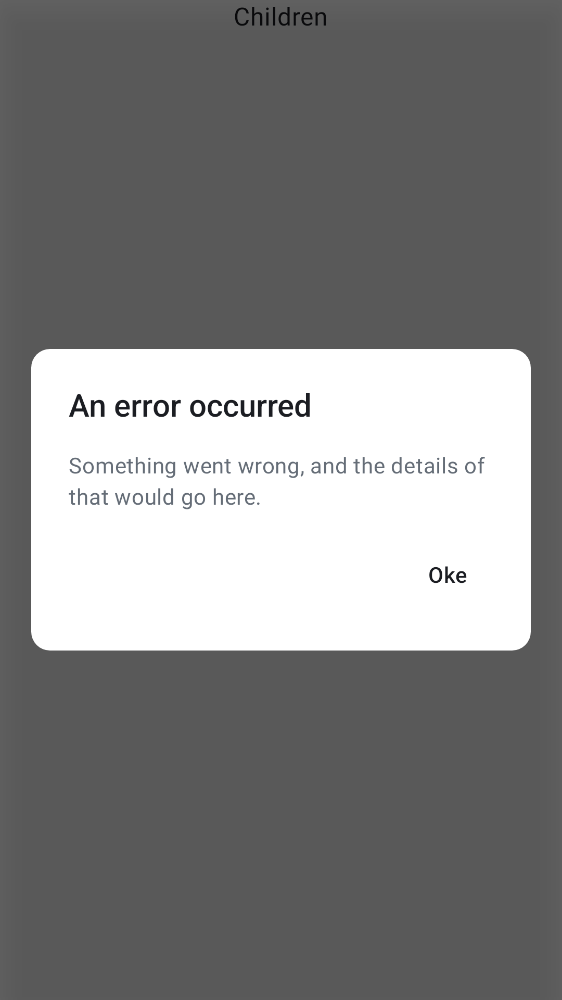 Children
An error occurred
Something went wrong, and the details of
that would go here.
Oke